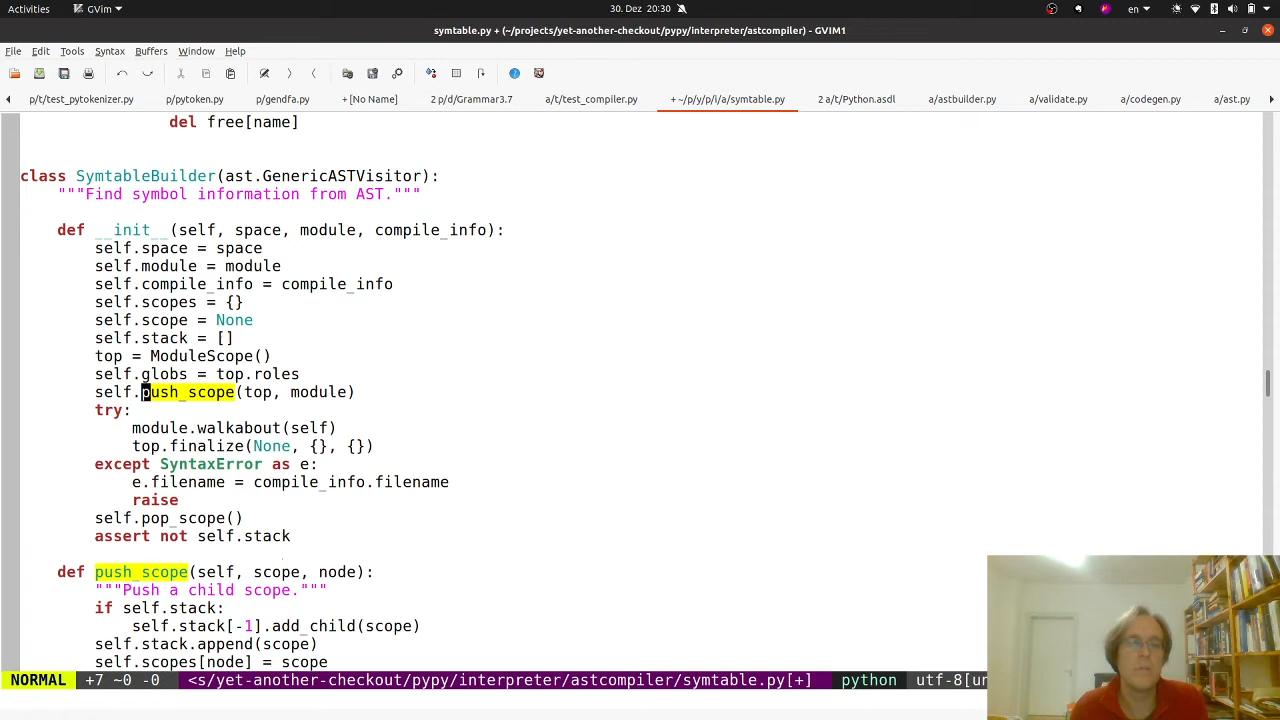 Activities GVim 30. Dez 20:30 en
symtable.py + (~/projects/yet-another-checkout/pypy/interpreter/astcompiler) - GVIM1
File Edit Tools Syntax Buffers Window Help
p/t/test_pytokenizer.py p/pytoken.py p/gendfa.py + [No Name] 2 p/d/Grammar3.7 a/t/test_compiler.py + ~/p/y/p/i/a/symtable.py 2 a/t/Python.asdl a/astbuilder.py a/validate.py a/codegen.py a/ast.py
del free[name]
class SymtableBuilder(ast.GenericASTVisitor):
"""Find symbol information from AST."""
def __init__(self, space, module, compile_info):
self.space = space
self.module = module
self.compile_info = compile_info
self.scopes = {}
self.scope = None
self.stack = []
top = ModuleScope()
self.globs = top.roles
self.push_scope(top, module)
try:
module.walkabout(self)
top.finalize(None, {}, {})
except SyntaxError as e:
e.filename = compile_info.filename
raise
self.pop_scope()
assert not self.stack
def push_scope(self, scope, node):
"""Push a child scope."""
if self.stack:
self.stack[-1].add_child(scope)
self.stack.append(scope)
self.scopes[node] = scope
NORMAL +7 ~0 -0 <s/yet-another-checkout/pypy/interpreter/astcompiler/symtable.py[+] python utf-8[un